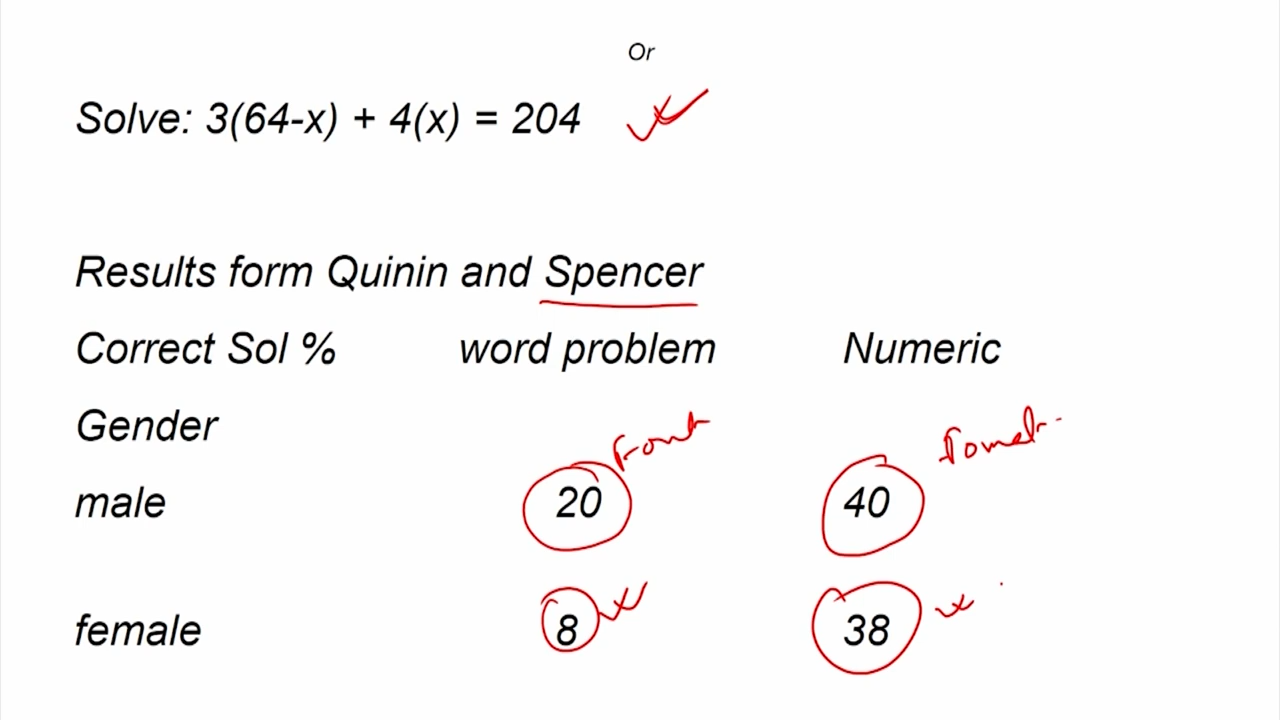 Or
Solve: 3(64-x) + 4(x) = 204
Results form Quinin and Spencer
Correct Sol % word problem Numeric
Gender
male 20 40
female 8 38